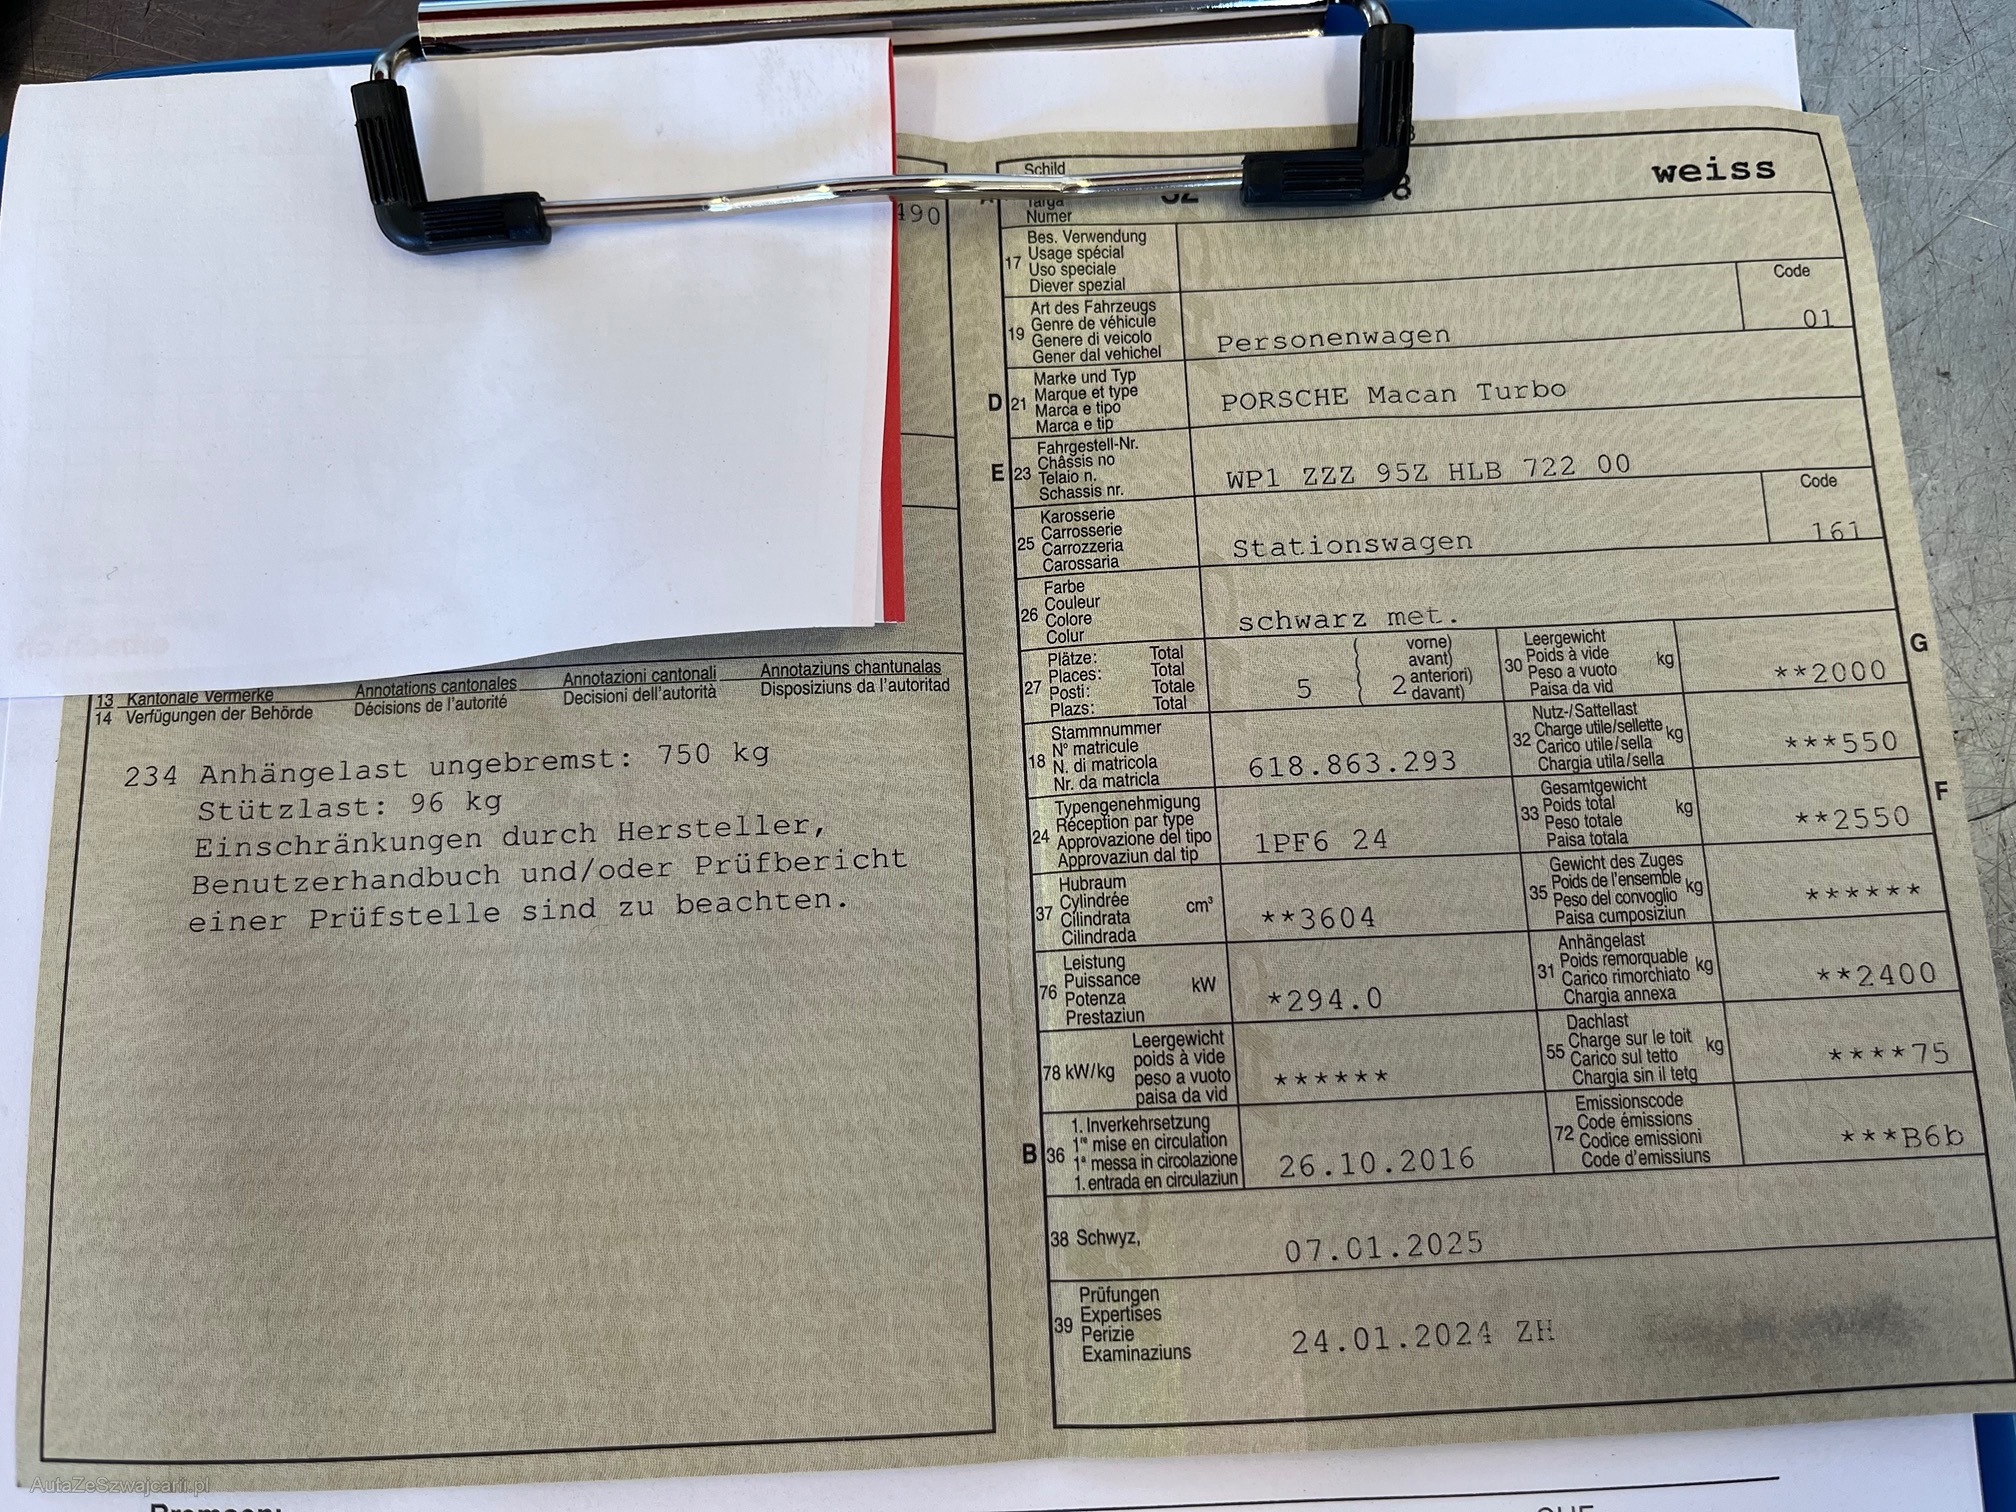 490
13 Kantonale Vermerke Annotations cantonales Annotazioni cantonali Annotaziuns chantunalas
14 Verfügungen der Behörde Décisions de l'autorité Decisioni dell'autorità Disposiziuns da l'autoritad
234 Anhängelast ungebremst: 750 kg
Stützlast: 96 kg
Einschränkungen durch Hersteller,
Benutzerhandbuch und/oder Prüfbericht
einer Prüfstelle sind zu beachten.
Schild
Targa
Numer
weiss
17 Bes. Verwendung
Usage spécial
Uso speciale
Diever spezial
19 Art des Fahrzeugs
Genre de véhicule
Genere di veicolo
Gener dal vehichel
Personenwagen
Code
01
D 21 Marke und Typ
Marque et type
Marca e tipo
Marca e tip
PORSCHE Macan Turbo
E 23 Fahrgestell-Nr.
Châssis no
Telaio n.
Schassis nr.
WP1 ZZZ 95Z HLB 722 00
25 Karosserie
Carrosserie
Carrozzeria
Carossaria
Stationswagen
Code
161
26 Farbe
Couleur
Colore
Colur
schwarz met.
27 Plätze: Total
Places: Total
Posti: Totale
Plazs: Total
5
2
vorne)
avant)
anteriori)
davant)
30 Leergewicht
Poids à vide
Peso a vuoto
Paisa da vid
kg
**2000
G
18 Stammnummer
N° matricule
N. di matricola
Nr. da matricla
618.863.293
32 Nutz-/Sattellast
Charge utile/sellette
Carico utile/sella
Chargia utila/sella
kg
***550
24 Typengenehmigung
Réception par type
Approvazione del tipo
Approvaziun dal tip
1PF6 24
33 Gesamtgewicht
Poids total
Peso totale
Paisa totala
kg
**2550
F
37 Hubraum
Cylindrée
Cilindrata
Cilindrada
cm³
**3604
35 Gewicht des Zuges
Poids de l'ensemble
Peso del convoglio
Paisa cumposiziun
kg
******
76 Leistung
Puissance
Potenza
Prestaziun
kW
*294.0
31 Anhängelast
Poids remorquable
Carico rimorchiato
Chargia annexa
kg
**2400
78 kW/kg
Leergewicht
poids à vide
peso a vuoto
paisa da vid
******
55 Dachlast
Charge sur le toit
Carico sul tetto
Chargia sin il tetg
kg
****75
B 36 1. Inverkehrsetzung
1re mise en circulation
1a messa in circolazione
1. entrada en circulaziun
26.10.2016
72 Emissionscode
Code émissions
Codice emissioni
Code d'emissiuns
***B6b
38 Schwyz,
07.01.2025
39 Prüfungen
Expertises
Perizie
Examinaziuns
24.01.2024 ZH
AutaZeSzwajcarii.pl